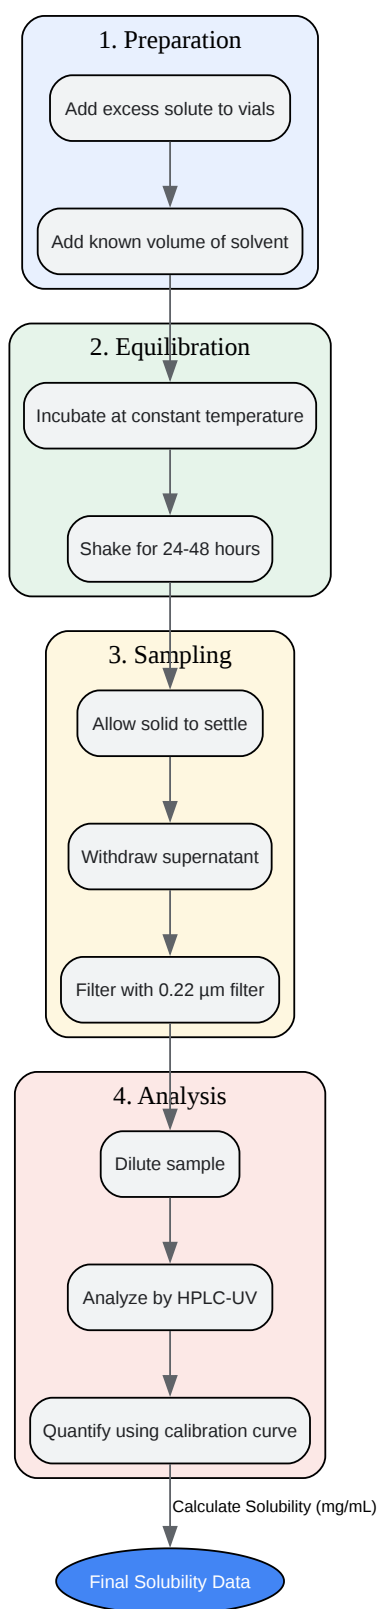 1. Preparation
Add excess solute to vials
Add known volume of solvent
2. Equilibration
Incubate at constant temperature
Shake for 24-48 hours
3. Sampling
Allow solid to settle
Withdraw supernatant
Filter with 0.22 µm filter
4. Analysis
Dilute sample
Analyze by HPLC-UV
Quantify using calibration curve
Calculate Solubility (mg/mL)
Final Solubility Data